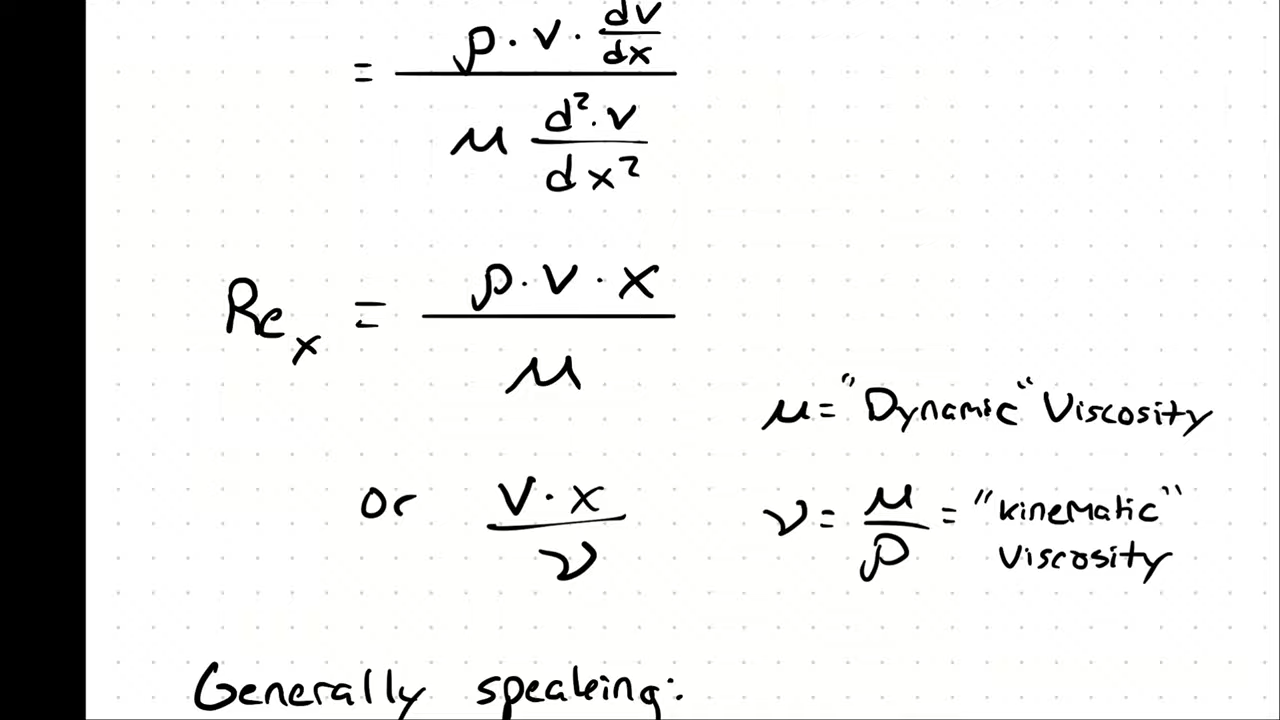 = (ρ · v · dv/dx) / (μ d²·v/dx²)
Re_x = (ρ · v · x) / μ
μ = "Dynamic" Viscosity
or (v · x) / ν
ν = μ/ρ = "kinematic"
viscosity
Generally speaking: